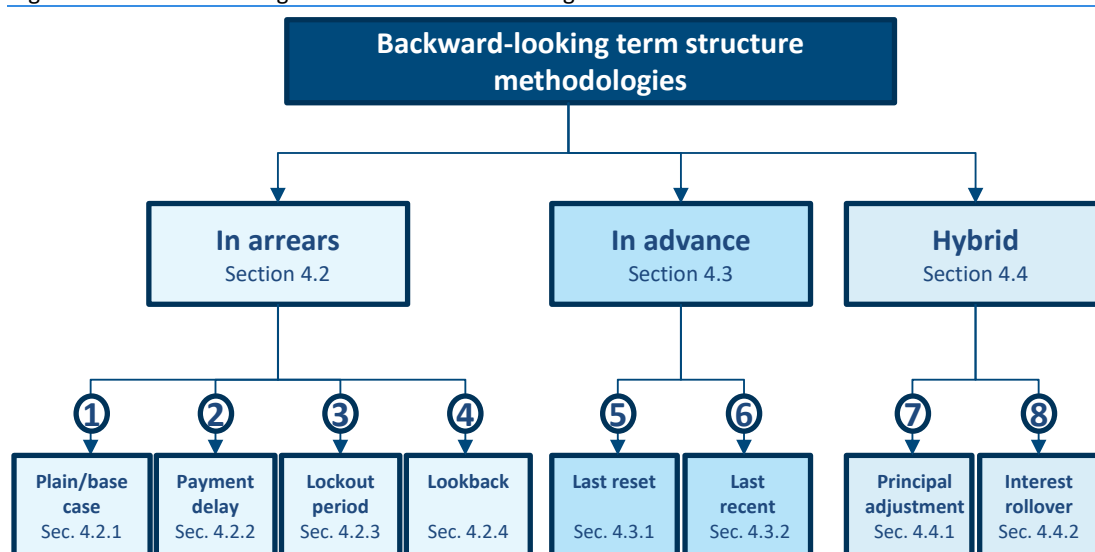 Backward-looking term structure
methodologies
In arrears
Section 4.2
In advance
Section 4.3
Hybrid
Section 4.4
1
2
3
4
5
6
7
8
Plain/base
case
Sec. 4.2.1
Payment
delay
Sec. 4.2.2
Lockout
period
Sec. 4.2.3
Lookback
Sec. 4.2.4
Last reset
Sec. 4.3.1
Last
recent
Sec. 4.3.2
Principal
adjustment
Sec. 4.4.1
Interest
rollover
Sec. 4.4.2